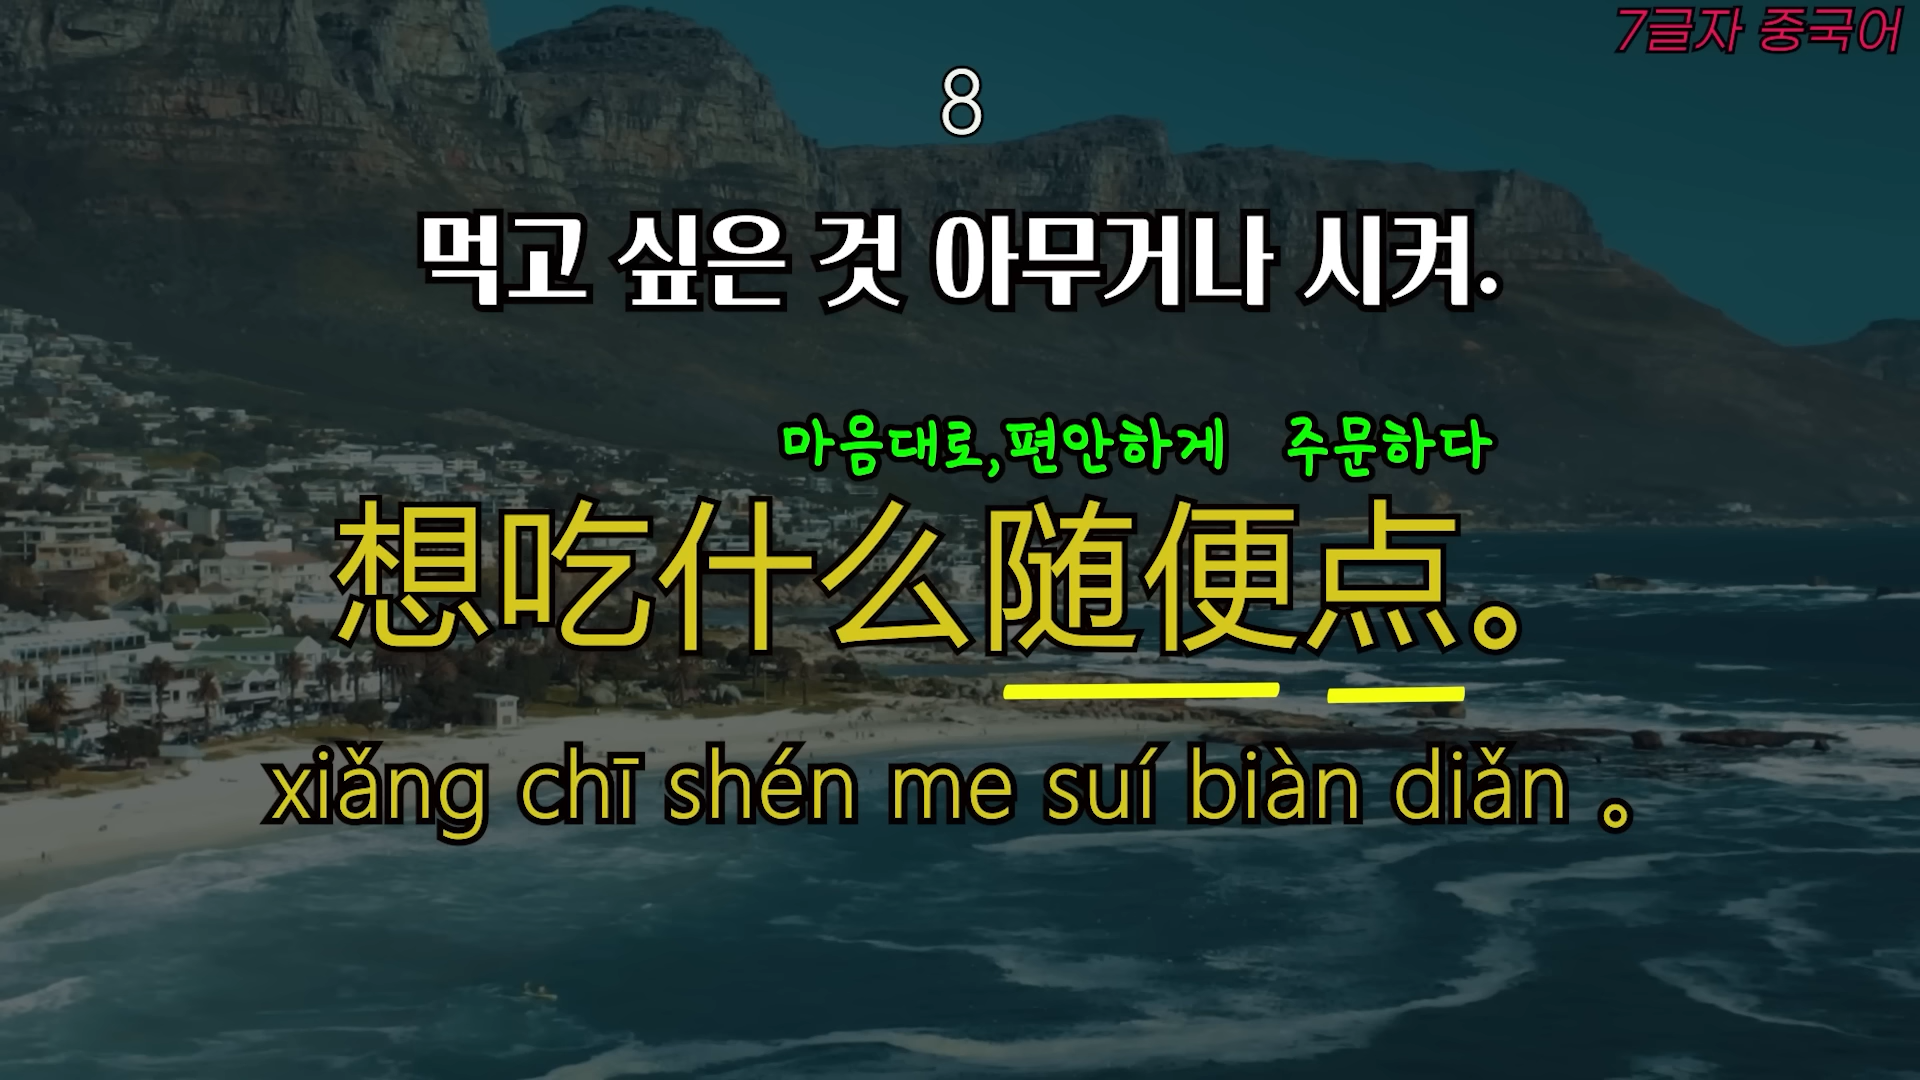 7글자 중국어
8
먹고 싶은 것 아무거나 시켜.
마음대로,편안하게 주문하다
想吃什么随便点。
xiǎng chī shén me suí biàn diǎn 。